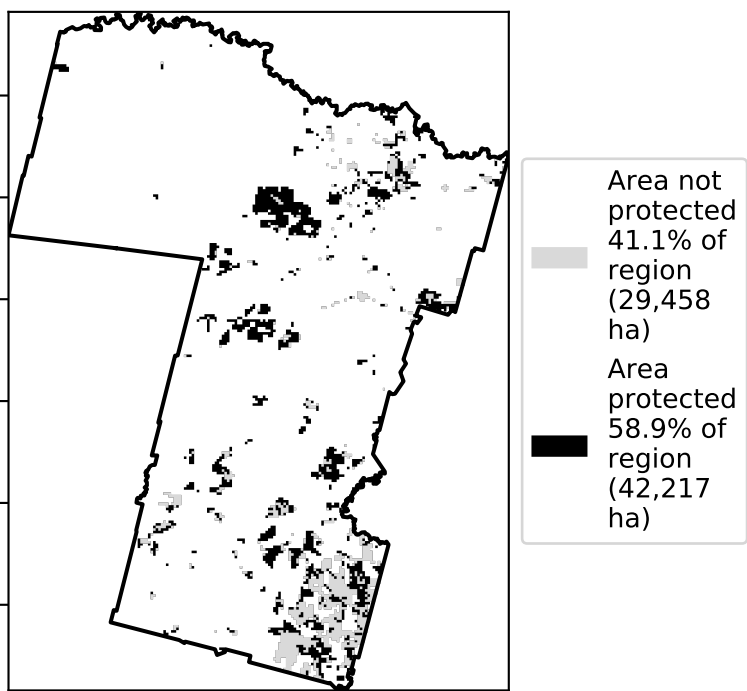 Area not
protected
41.1% of
region
(29,458
ha)
Area
protected
58.9% of
region
(42,217
ha)